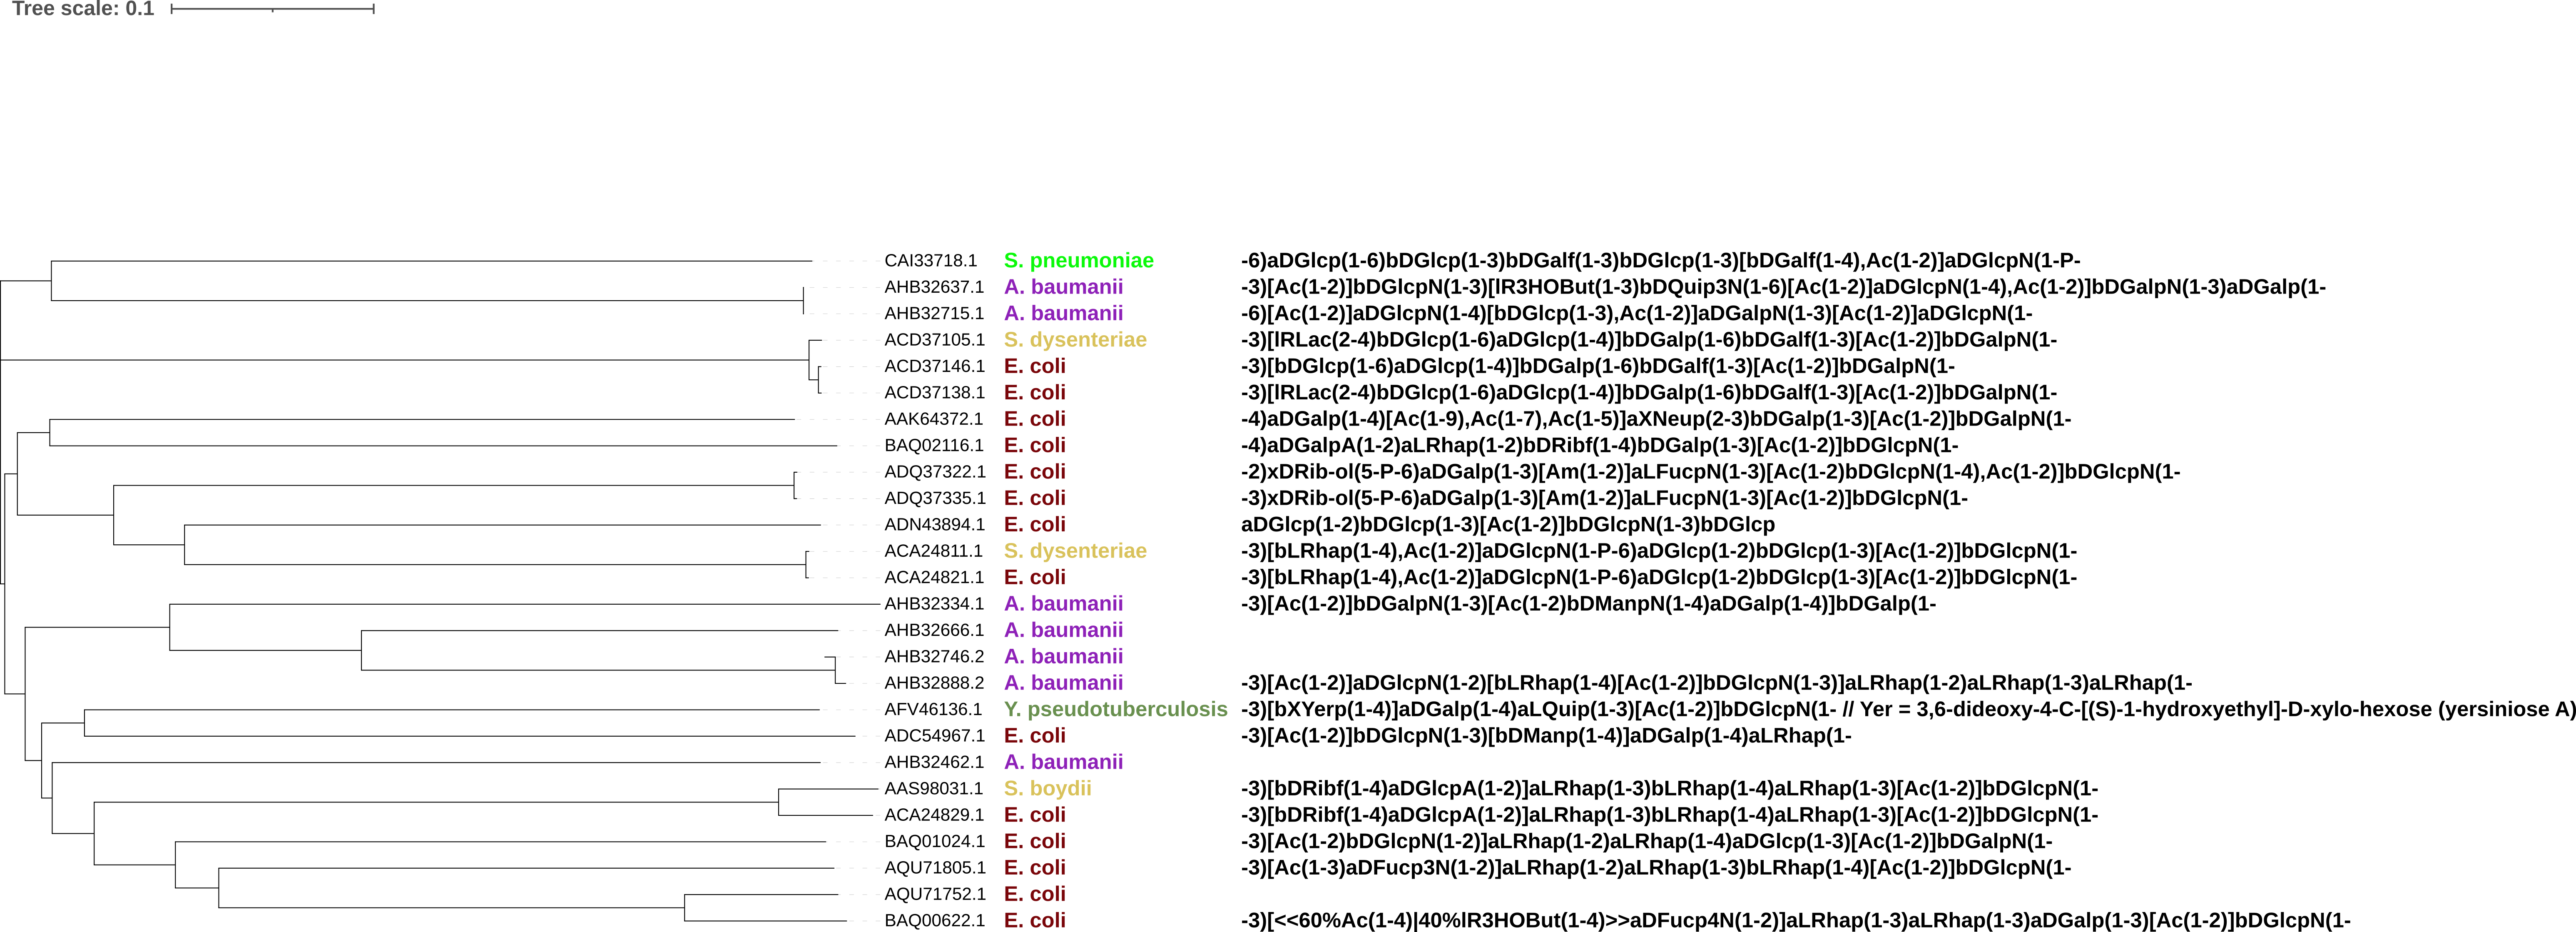 Tree scale: 0.1
CAI33718.1 S. pneumoniae -6)aDGlcp(1-6)bDGlcp(1-3)bDGalf(1-3)bDGlcp(1-3)[bDGalf(1-4),Ac(1-2)]aDGlcpN(1-P-
AHB32637.1 A. baumanii -3)[Ac(1-2)]bDGlcpN(1-3)[lR3HOBut(1-3)bDQuip3N(1-6)[Ac(1-2)]aDGlcpN(1-4),Ac(1-2)]bDGalpN(1-3)aDGalp(1-
AHB32715.1 A. baumanii -6)[Ac(1-2)]aDGlcpN(1-4)[bDGlcp(1-3),Ac(1-2)]aDGalpN(1-3)[Ac(1-2)]aDGlcpN(1-
ACD37105.1 S. dysenteriae -3)[lRLac(2-4)bDGlcp(1-6)aDGlcp(1-4)]bDGalp(1-6)bDGalf(1-3)[Ac(1-2)]bDGalpN(1-
ACD37146.1 E. coli -3)[bDGlcp(1-6)aDGlcp(1-4)]bDGalp(1-6)bDGalf(1-3)[Ac(1-2)]bDGalpN(1-
ACD37138.1 E. coli -3)[lRLac(2-4)bDGlcp(1-6)aDGlcp(1-4)]bDGalp(1-6)bDGalf(1-3)[Ac(1-2)]bDGalpN(1-
AAK64372.1 E. coli -4)aDGalp(1-4)[Ac(1-9),Ac(1-7),Ac(1-5)]aXNeup(2-3)bDGalp(1-3)[Ac(1-2)]bDGalpN(1-
BAQ02116.1 E. coli -4)aDGalpA(1-2)aLRhap(1-2)bDRibf(1-4)bDGalp(1-3)[Ac(1-2)]bDGlcpN(1-
ADQ37322.1 E. coli -2)xDRib-ol(5-P-6)aDGalp(1-3)[Am(1-2)]aLFucpN(1-3)[Ac(1-2)bDGlcpN(1-4),Ac(1-2)]bDGlcpN(1-
ADQ37335.1 E. coli -3)xDRib-ol(5-P-6)aDGalp(1-3)[Am(1-2)]aLFucpN(1-3)[Ac(1-2)]bDGlcpN(1-
ADN43894.1 E. coli aDGlcp(1-2)bDGlcp(1-3)[Ac(1-2)]bDGlcpN(1-3)bDGlcp
ACA24811.1 S. dysenteriae -3)[bLRhap(1-4),Ac(1-2)]aDGlcpN(1-P-6)aDGlcp(1-2)bDGlcp(1-3)[Ac(1-2)]bDGlcpN(1-
ACA24821.1 E. coli -3)[bLRhap(1-4),Ac(1-2)]aDGlcpN(1-P-6)aDGlcp(1-2)bDGlcp(1-3)[Ac(1-2)]bDGlcpN(1-
AHB32334.1 A. baumanii -3)[Ac(1-2)]bDGalpN(1-3)[Ac(1-2)bDManpN(1-4)aDGalp(1-4)]bDGalp(1-
AHB32666.1 A. baumanii
AHB32746.2 A. baumanii
AHB32888.2 A. baumanii -3)[Ac(1-2)]aDGlcpN(1-2)[bLRhap(1-4)[Ac(1-2)]bDGlcpN(1-3)]aLRhap(1-2)aLRhap(1-3)aLRhap(1-
AFV46136.1 Y. pseudotuberculosis -3)[bXYerp(1-4)]aDGalp(1-4)aLQuip(1-3)[Ac(1-2)]bDGlcpN(1- // Yer = 3,6-dideoxy-4-C-[(S)-1-hydroxyethyl]-D-xylo-hexose (yersiniose A)
ADC54967.1 E. coli -3)[Ac(1-2)]bDGlcpN(1-3)[bDManp(1-4)]aDGalp(1-4)aLRhap(1-
AHB32462.1 A. baumanii
AAS98031.1 S. boydii -3)[bDRibf(1-4)aDGlcpA(1-2)]aLRhap(1-3)bLRhap(1-4)aLRhap(1-3)[Ac(1-2)]bDGlcpN(1-
ACA24829.1 E. coli -3)[bDRibf(1-4)aDGlcpA(1-2)]aLRhap(1-3)bLRhap(1-4)aLRhap(1-3)[Ac(1-2)]bDGlcpN(1-
BAQ01024.1 E. coli -3)[Ac(1-2)bDGlcpN(1-2)]aLRhap(1-2)aLRhap(1-4)aDGlcp(1-3)[Ac(1-2)]bDGalpN(1-
AQU71805.1 E. coli -3)[Ac(1-3)aDFucp3N(1-2)]aLRhap(1-2)aLRhap(1-3)bLRhap(1-4)[Ac(1-2)]bDGlcpN(1-
AQU71752.1 E. coli
BAQ00622.1 E. coli -3)[<<60%Ac(1-4)|40%lR3HOBut(1-4)>>aDFucp4N(1-2)]aLRhap(1-3)aLRhap(1-3)aDGalp(1-3)[Ac(1-2)]bDGlcpN(1-